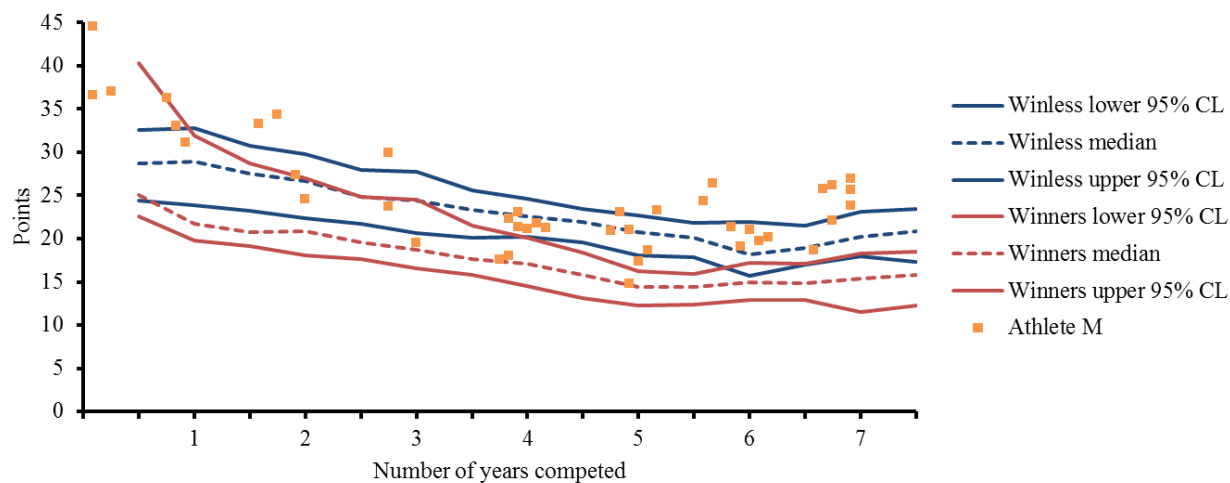 45
40
35
30
25
20
15
10
5
0
Points
1 2 3 4 5 6 7
Number of years competed
Winless lower 95% CL
Winless median
Winless upper 95% CL
Winners lower 95% CL
Winners median
Winners upper 95% CL
Athlete M